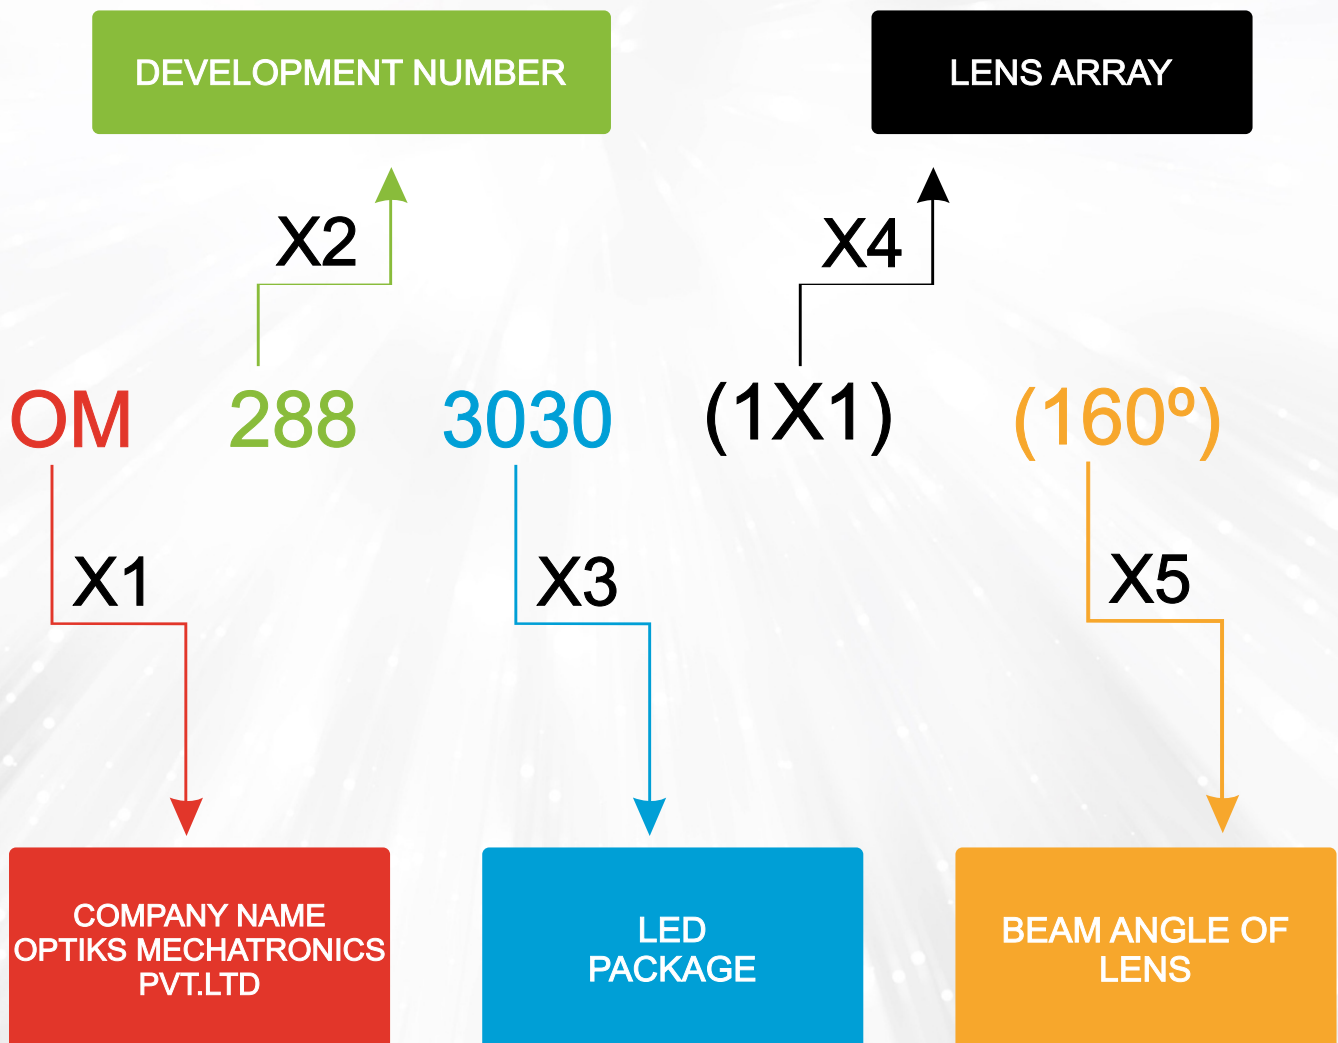 DEVELOPMENT NUMBER
LENS ARRAY
X2
X4
OM 288 3030 (1X1) (160º)
X1
X3
X5
COMPANY NAME
OPTIKS MECHATRONICS
PVT.LTD
LED
PACKAGE
BEAM ANGLE OF
LENS